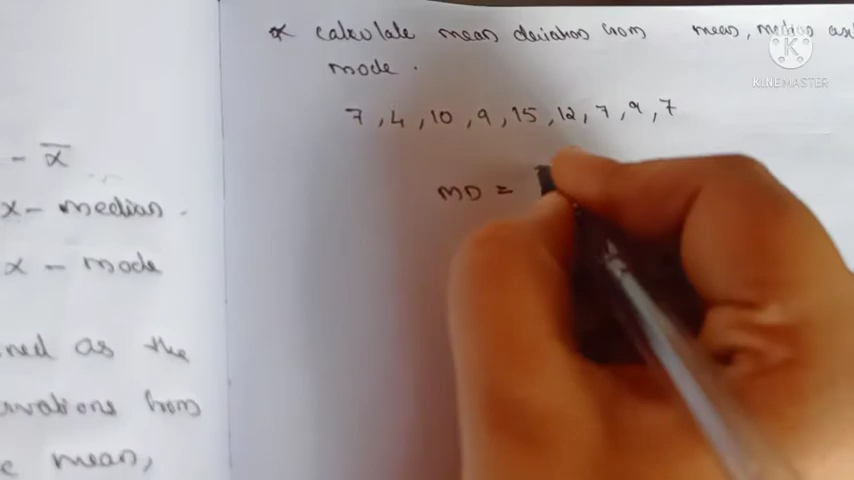 * calculate mean deviation from mean, median and
mode.
7, 4, 10, 9, 15, 12, 7, 9, 7
MD =
- x̄
x - median.
x - mode
ned as the
rvations from
mean,
K
KINEMASTER